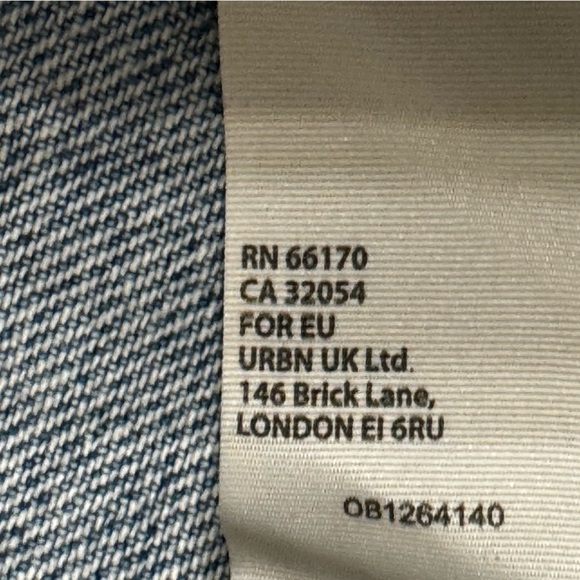 RN 66170
CA 32054
FOR EU
URBN UK Ltd.
146 Brick Lane,
LONDON EI 6RU
OB1264140